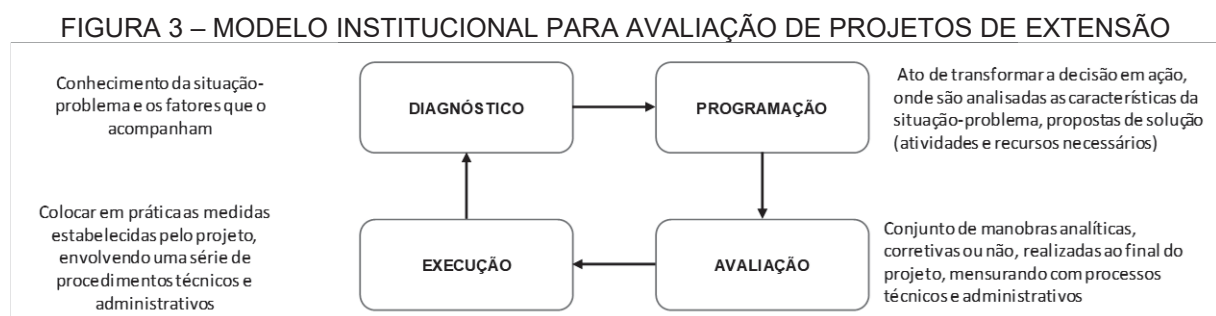 FIGURA 3 – MODELO INSTITUCIONAL PARA AVALIAÇÃO DE PROJETOS DE EXTENSÃO
Conhecimento da situação-
problema e os fatores que o
acompanham
DIAGNÓSTICO
PROGRAMAÇÃO
Ato de transformar a decisão em ação,
onde são analisadas as características da
situação-problema, propostas de solução
(atividades e recursos necessários)
Colocar em prática as medidas
estabelecidas pelo projeto,
envolvendo uma série de
procedimentos técnicos e
administrativos
EXECUÇÃO
AVALIAÇÃO
Conjunto de manobras analíticas,
corretivas ou não, realizadas ao final do
projeto, mensurando com processos
técnicos e administrativos